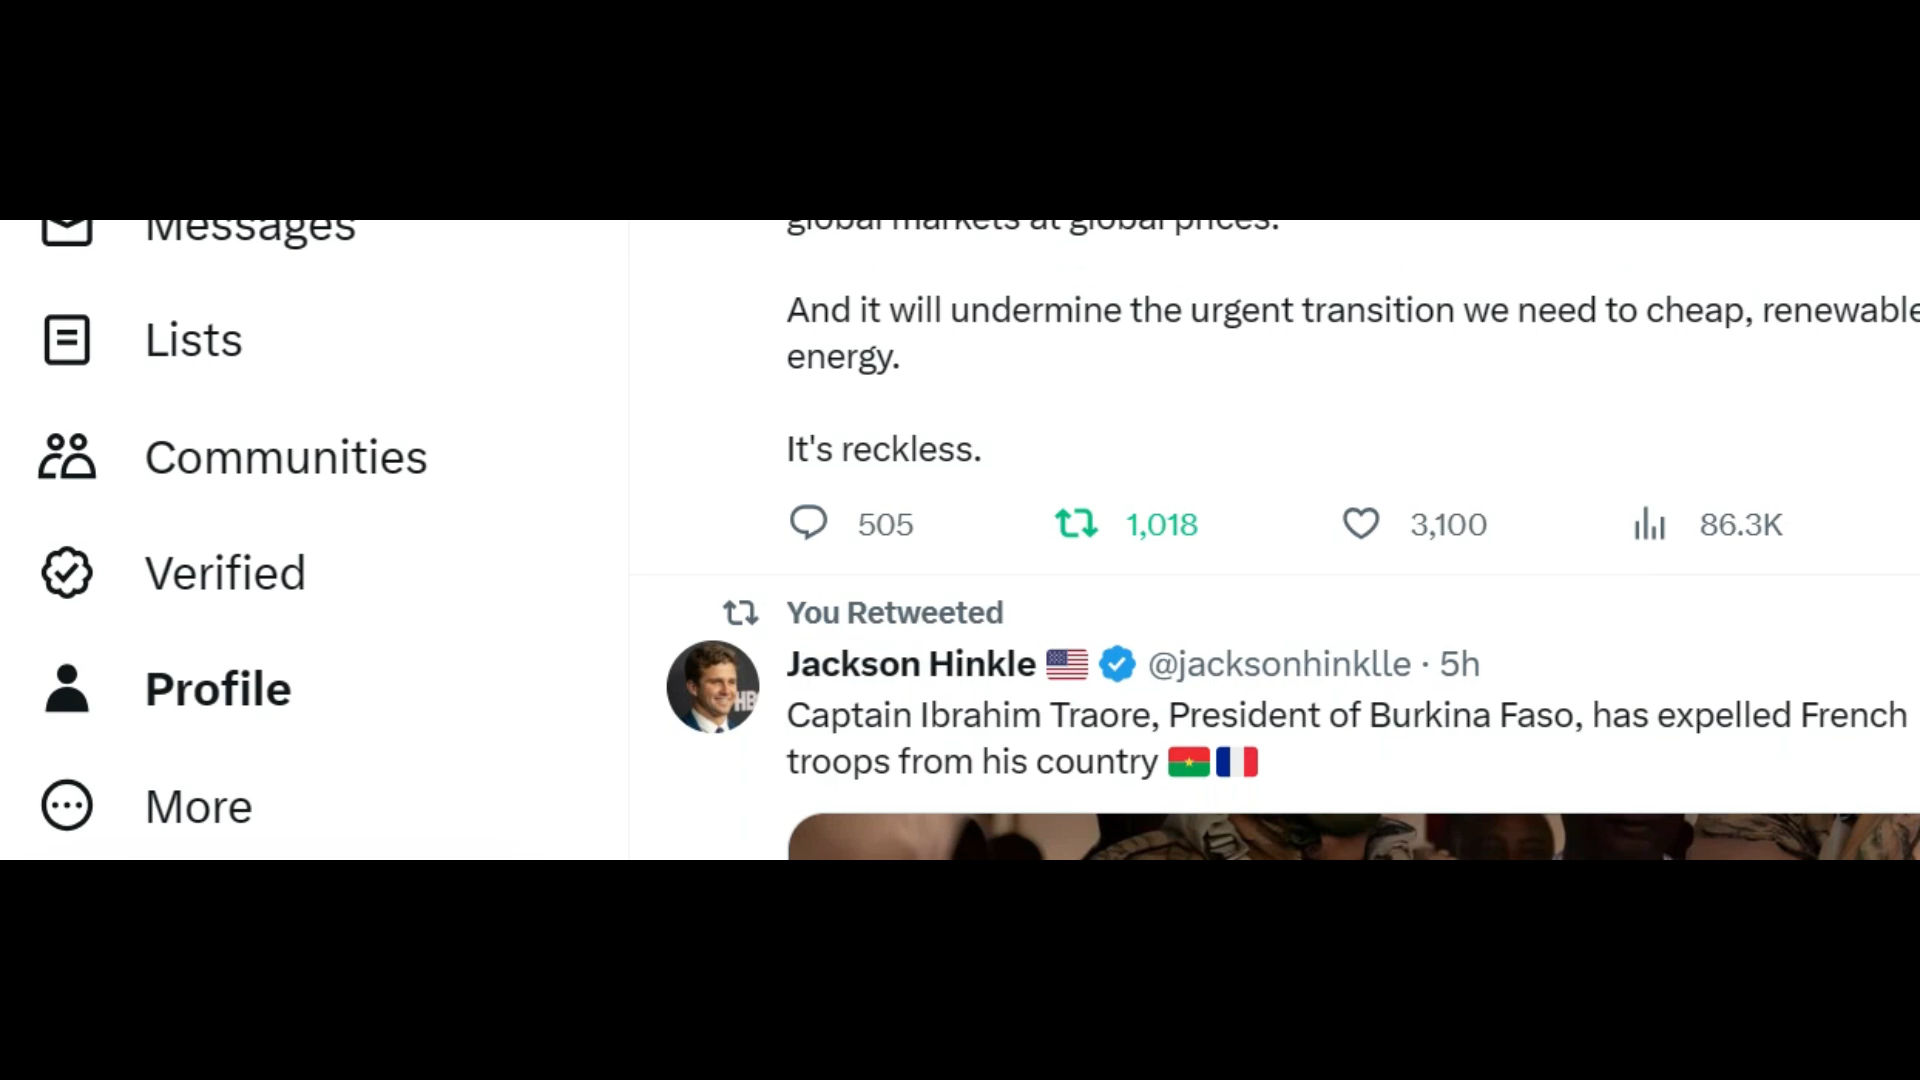 Messages
Lists
Communities
Verified
Profile
More
global markets at global prices.
And it will undermine the urgent transition we need to cheap, renewable
energy.
It's reckless.
505 1,018 3,100 86.3K
You Retweeted
Jackson Hinkle @jacksonhinklle · 5h
Captain Ibrahim Traore, President of Burkina Faso, has expelled French
troops from his country
HB